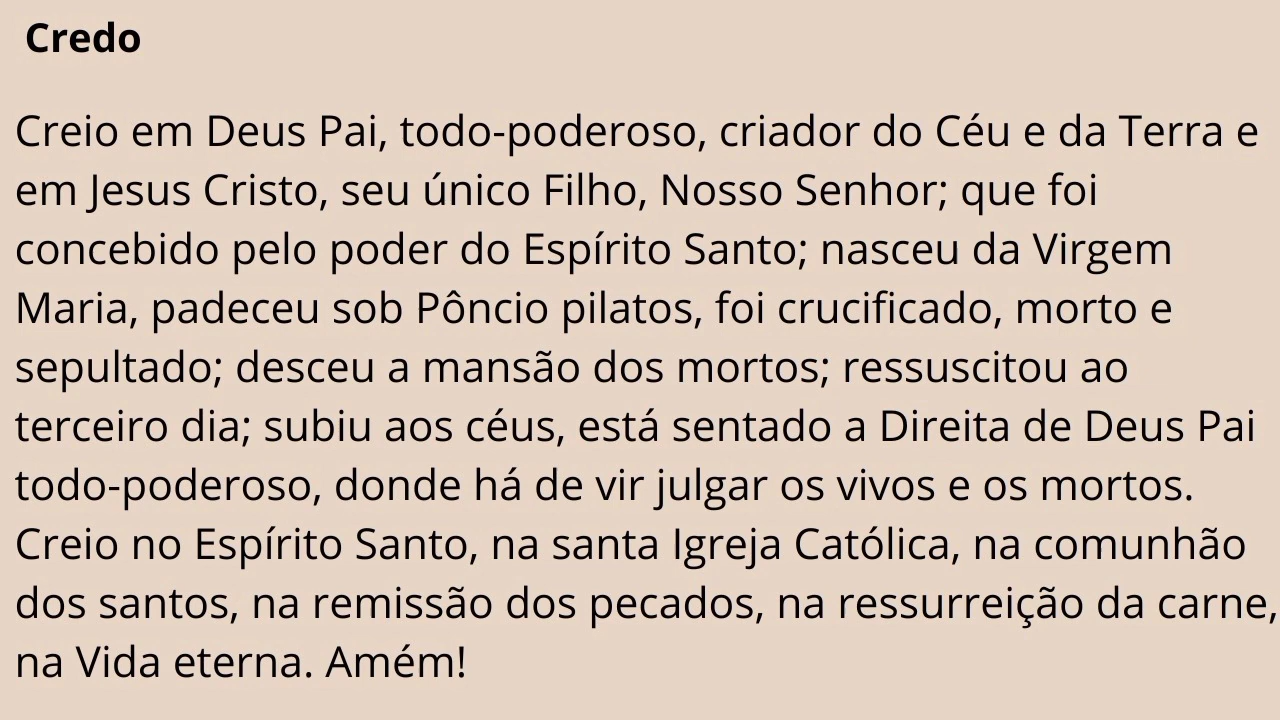 Credo
Creio em Deus Pai, todo-poderoso, criador do Céu e da Terra e
em Jesus Cristo, seu único Filho, Nosso Senhor; que foi
concebido pelo poder do Espírito Santo; nasceu da Virgem
Maria, padeceu sob Pôncio pilatos, foi crucificado, morto e
sepultado; desceu a mansão dos mortos; ressuscitou ao
terceiro dia; subiu aos céus, está sentado a Direita de Deus Pai
todo-poderoso, donde há de vir julgar os vivos e os mortos.
Creio no Espírito Santo, na santa Igreja Católica, na comunhão
dos santos, na remissão dos pecados, na ressurreição da carne,
na Vida eterna. Amém!